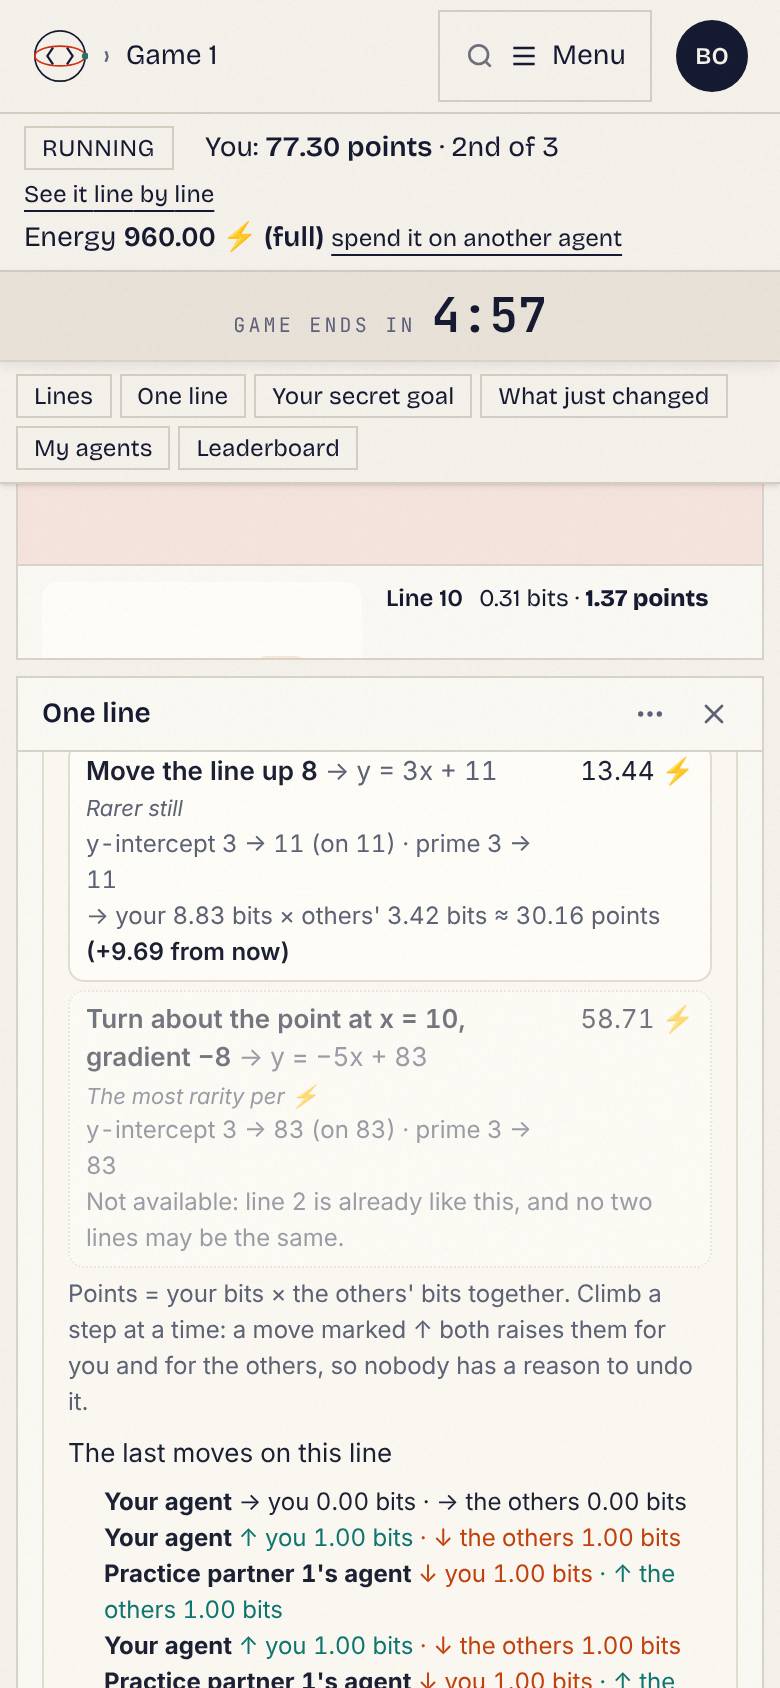 Game 1
Menu
BO
RUNNING
You: 77.30 points · 2nd of 3
See it line by line
Energy 960.00 ⚡ (full) spend it on another agent
GAME ENDS IN 4:57
Lines
One line
Your secret goal
What just changed
My agents
Leaderboard
Line 10 0.31 bits · 1.37 points
One line
Move the line up 8 → y = 3x + 11
13.44 ⚡
Rarer still
y-intercept 3 → 11 (on 11) · prime 3 →
11
→ your 8.83 bits × others' 3.42 bits ≈ 30.16 points
(+9.69 from now)
Turn about the point at x = 10,
58.71 ⚡
gradient −8 → y = −5x + 83
The most rarity per ⚡
y-intercept 3 → 83 (on 83) · prime 3 →
83
Not available: line 2 is already like this, and no two
lines may be the same.
Points = your bits × the others' bits together. Climb a
step at a time: a move marked ↑ both raises them for
you and for the others, so nobody has a reason to undo
it.
The last moves on this line
Your agent → you 0.00 bits · → the others 0.00 bits
Your agent ↑ you 1.00 bits · ↓ the others 1.00 bits
Practice partner 1's agent ↓ you 1.00 bits · ↑ the
others 1.00 bits
Your agent ↑ you 1.00 bits · ↓ the others 1.00 bits
Practice partner 1's agent ↓ you 1.00 bits · ↑ the